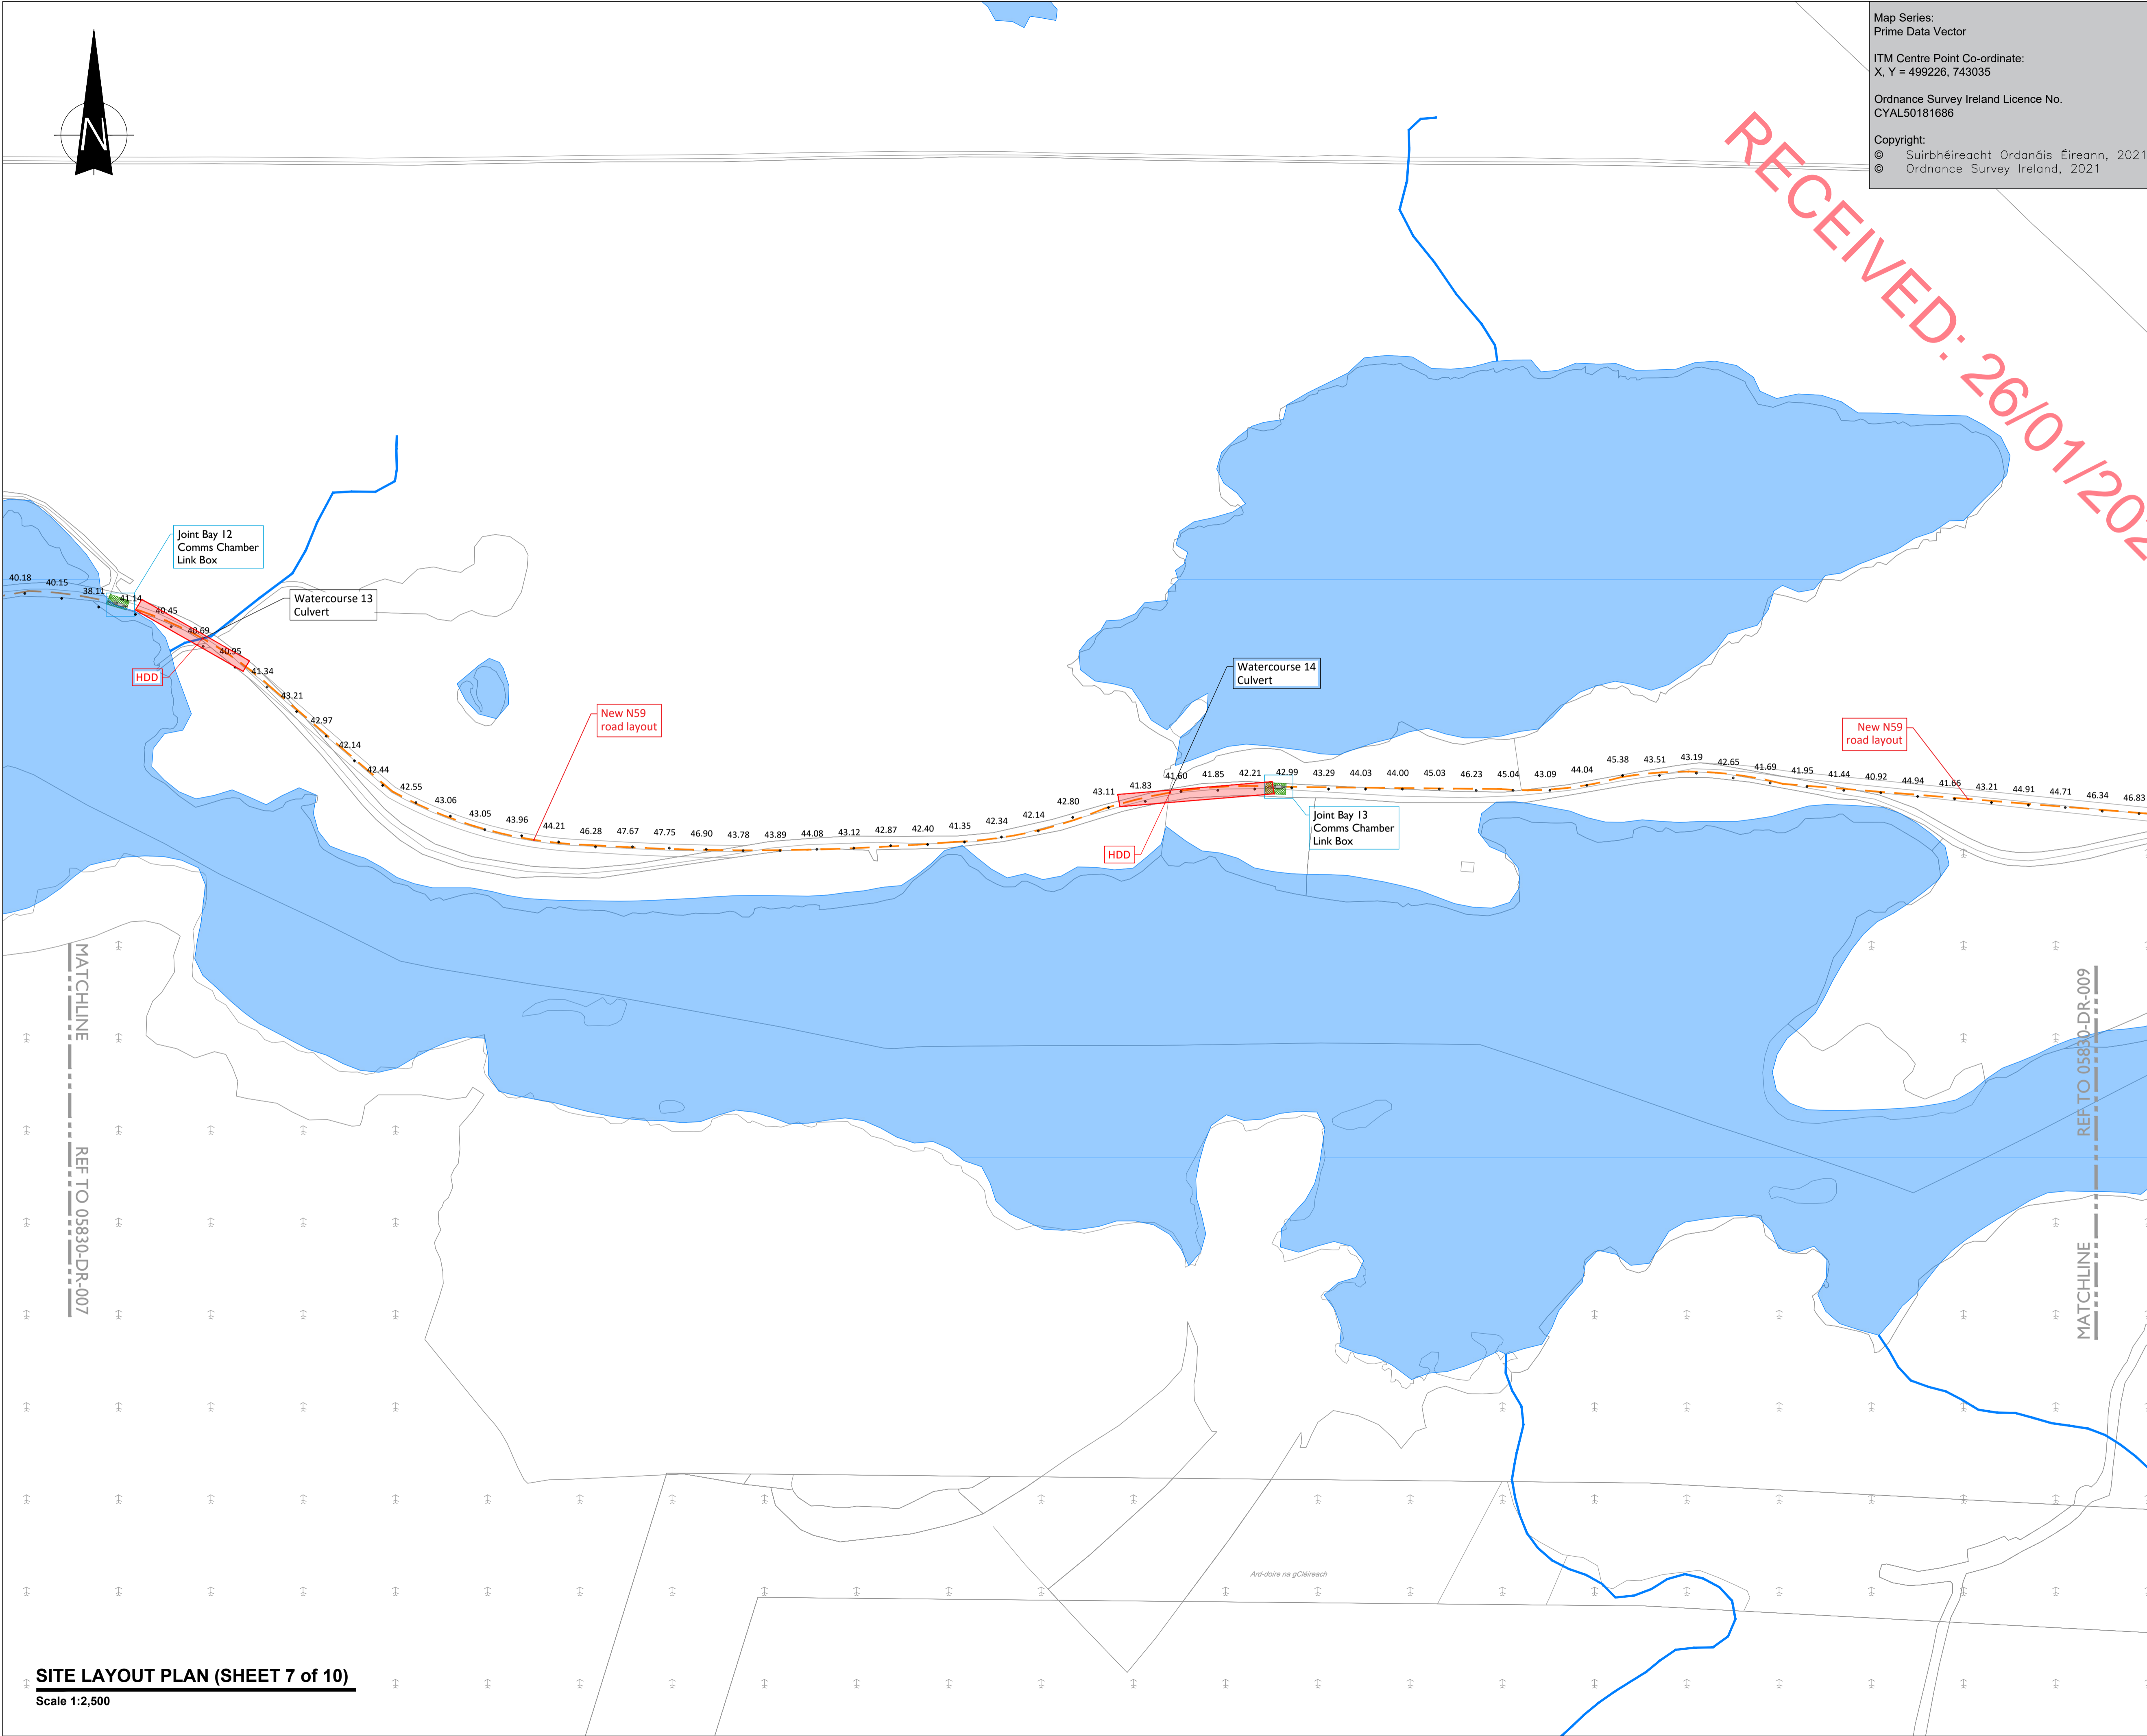 Map Series:
Prime Data Vector
ITM Centre Point Co-ordinate:
X, Y = 499226, 743035
Ordnance Survey Ireland Licence No.
CYAL50181686
Copyright:
© Suirbhéireacht Ordanáis Éireann, 2021
© Ordnance Survey Ireland, 2021
RECEIVED: 26/01/202
N
Joint Bay 12
Comms Chamber
Link Box
Watercourse 13
Culvert
HDD
New N59
road layout
Watercourse 14
Culvert
HDD
Joint Bay 13
Comms Chamber
Link Box
New N59
road layout
40.18
40.15
38.11
41.14
40.45
40.69
40.95
41.34
43.21
42.97
42.14
42.44
42.55
43.06
43.05
43.96
44.21
46.28
47.67
47.75
46.90
43.78
43.89
44.08
43.12
42.87
42.40
41.35
42.34
42.14
42.80
43.11
41.83
41.60
41.85
42.21
42.99
43.29
44.03
44.00
45.03
46.23
45.04
43.09
44.04
45.38
43.51
43.19
42.65
41.69
41.95
41.44
40.92
44.94
41.66
43.21
44.91
44.71
46.34
46.83
MATCHLINE REF TO 05830-DR-007
MATCHLINE REF TO 05830-DR-009
Ard-doire na gCléireach
SITE LAYOUT PLAN (SHEET 7 of 10)
Scale 1:2,500